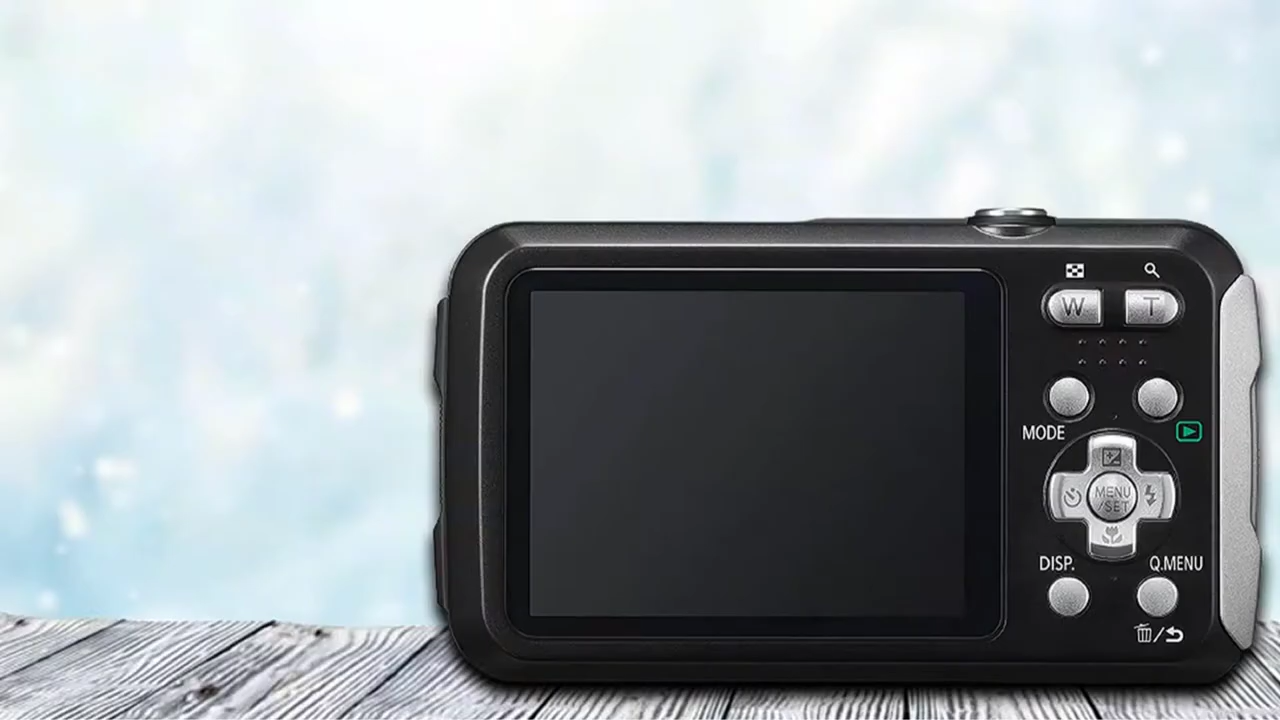 W T
MODE
MENU
/SET
DISP. Q.MENU
/